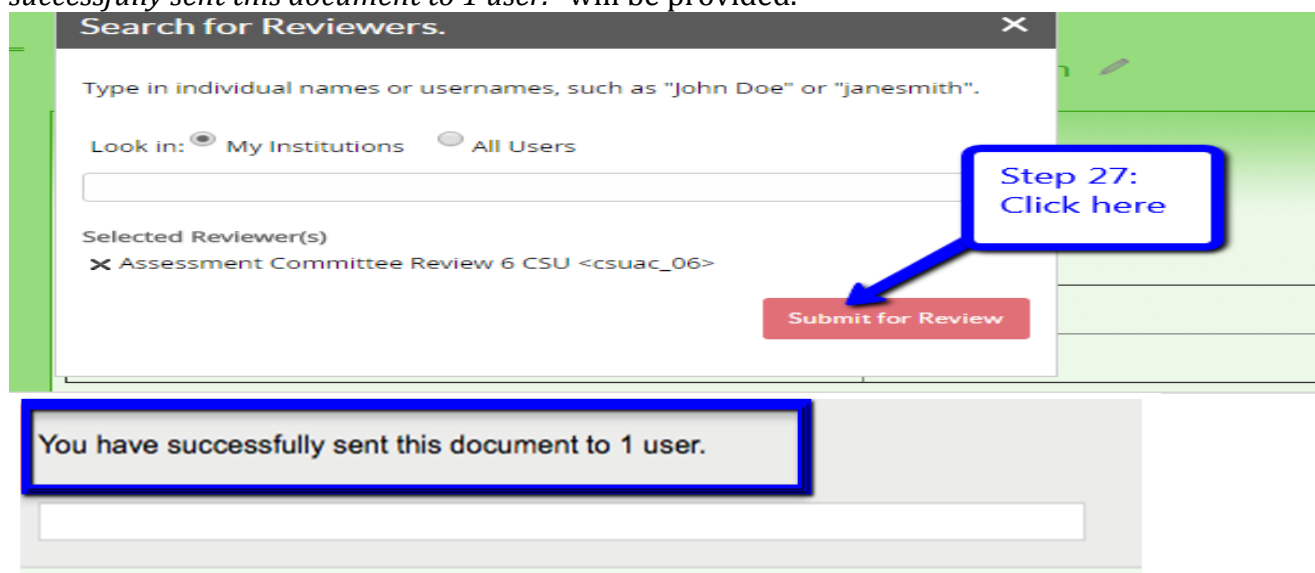 successfully sent this document to 1 user." will be provided.
Search for Reviewers. ×
Type in individual names or usernames, such as "John Doe" or "janesmith".
Look in: My Institutions All Users
Step 27:
Click here
Selected Reviewer(s)
× Assessment Committee Review 6 CSU <csuac_06>
Submit for Review
You have successfully sent this document to 1 user.